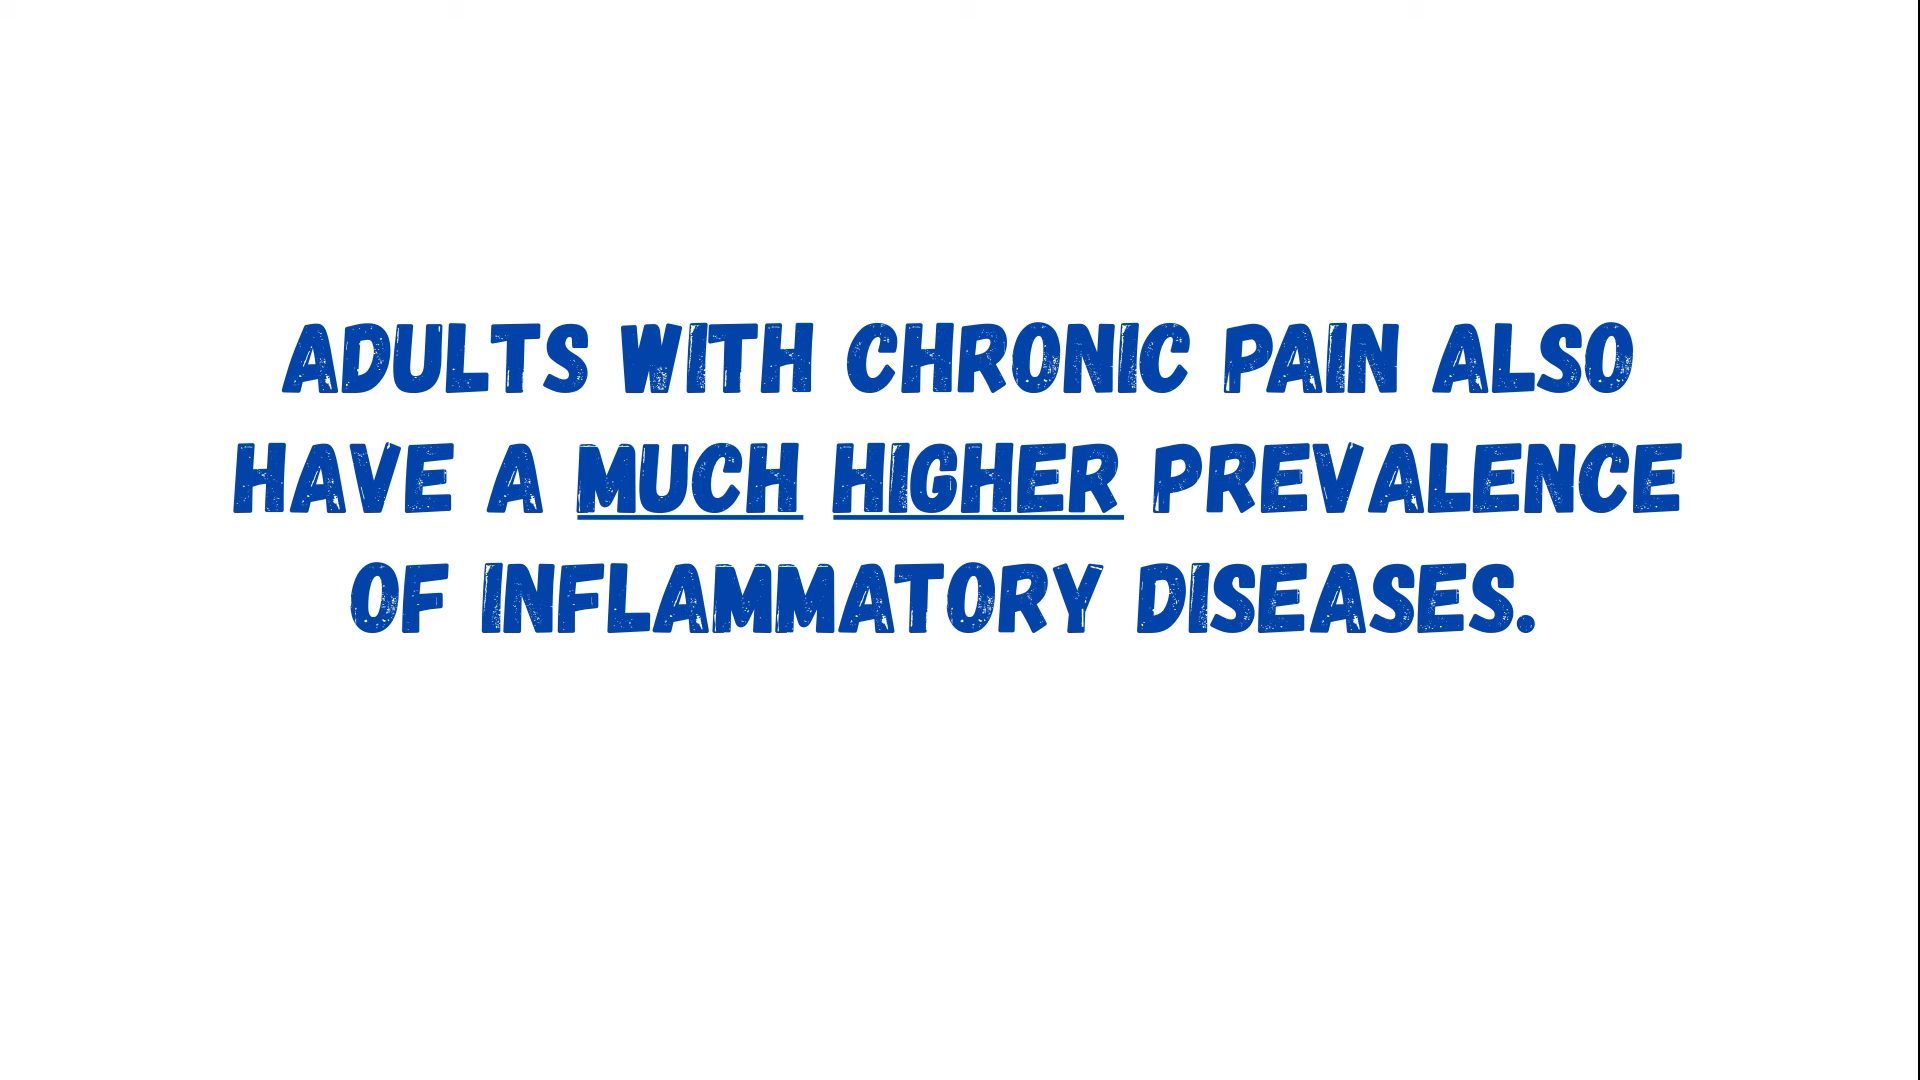 ADULTS WITH CHRONIC PAIN ALSO
HAVE A MUCH HIGHER PREVALENCE
OF INFLAMMATORY DISEASES.